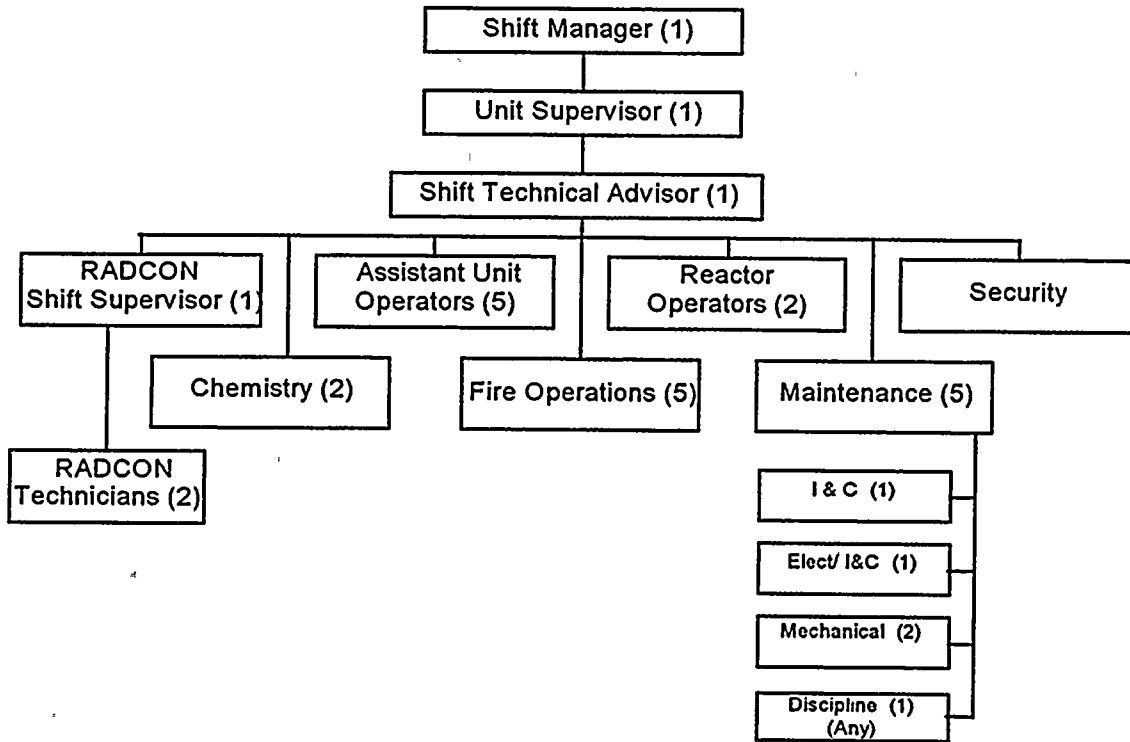 Shift Manager (1)
Unit Supervisor (1)
Shift Technical Advisor (1)
RADCON
Shift Supervisor (1)
Assistant Unit
Operators (5)
Reactor
Operators (2)
Security
Chemistry (2)
Fire Operations (5)
Maintenance (5)
RADCON
Technicians (2)
I & C (1)
Elect/ I&C (1)
Mechanical (2)
Discipline (1)
(Any)